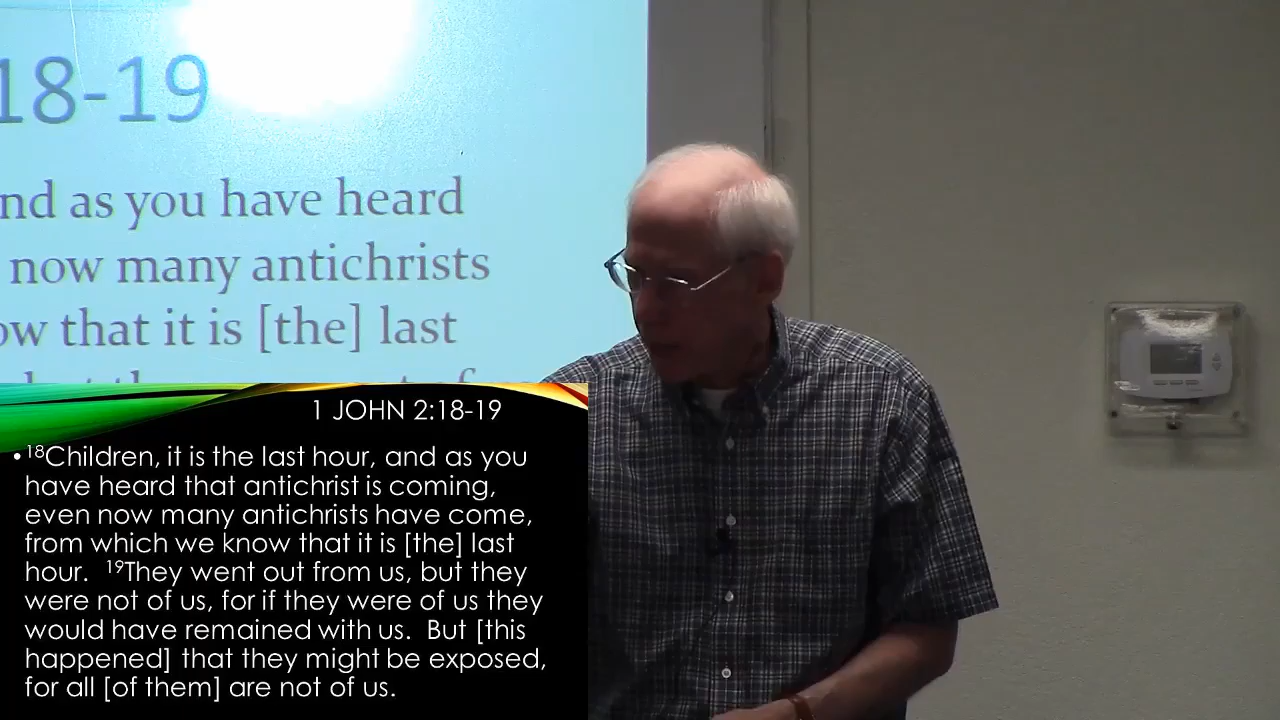 18-19
nd as you have heard
now many antichrists
ow that it is [the] last
1 JOHN 2:18-19
• 18Children, it is the last hour, and as you
have heard that antichrist is coming,
even now many antichrists have come,
from which we know that it is [the] last
hour. 19They went out from us, but they
were not of us, for if they were of us they
would have remained with us. But [this
happened] that they might be exposed,
for all [of them] are not of us.